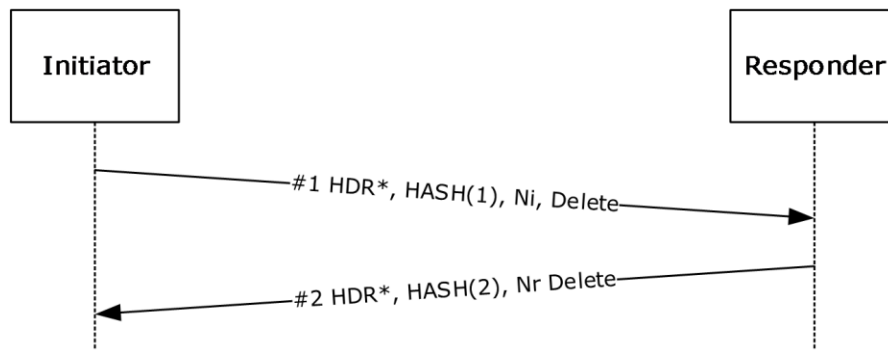 Initiator
Responder
#1 HDR*, HASH(1), Ni, Delete
#2 HDR*, HASH(2), Nr Delete